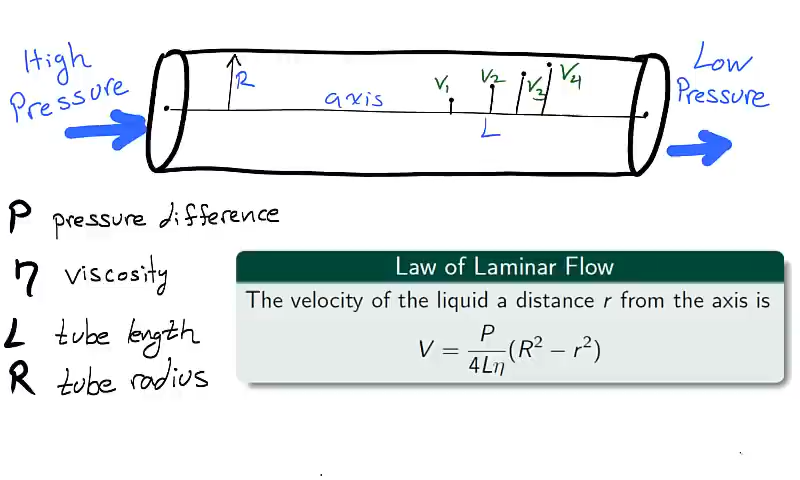 High
Pressure
R
axis
V1
V2
V3
V4
L
Low
Pressure
P pressure difference
η viscosity
L tube length
R tube radius
Law of Laminar Flow
The velocity of the liquid a distance r from the axis is
V = P/4Lη (R² − r²)